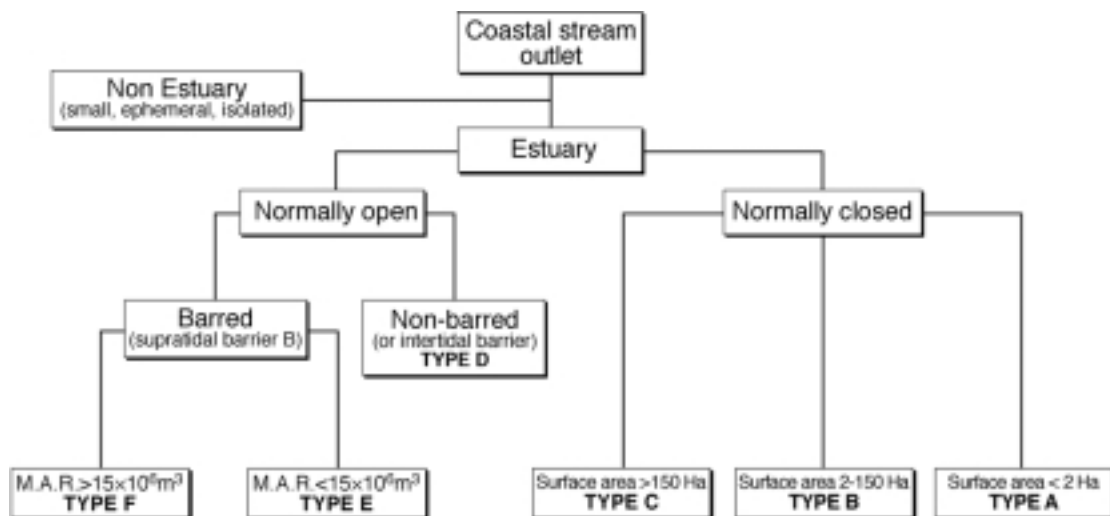 Coastal stream
outlet
Non Estuary
(small, ephemeral, isolated)
Estuary
Normally open
Normally closed
Barred
(supratidal barrier B)
Non-barred
(or intertidal barrier)
TYPE D
M.A.R.>15×10⁶m³
TYPE F
M.A.R.<15×10⁶m³
TYPE E
Surface area >150 Ha
TYPE C
Surface area 2-150 Ha
TYPE B
Surface area < 2 Ha
TYPE A